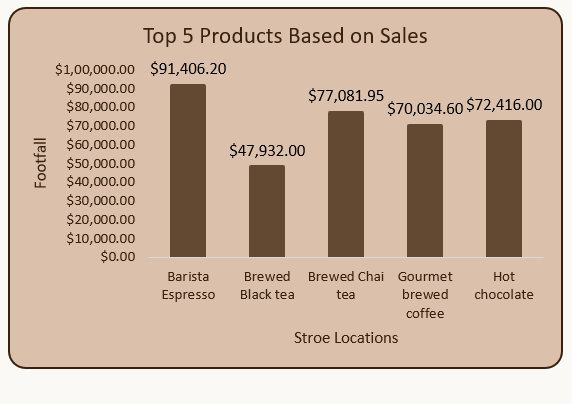 Top 5 Products Based on Sales
Footfall
$1,00,000.00
$90,000.00
$80,000.00
$70,000.00
$60,000.00
$50,000.00
$40,000.00
$30,000.00
$20,000.00
$10,000.00
$0.00
$91,406.20
$47,932.00
$77,081.95
$70,034.60
$72,416.00
Barista
Espresso
Brewed
Black tea
Brewed Chai
tea
Gourmet
brewed
coffee
Hot
chocolate
Stroe Locations